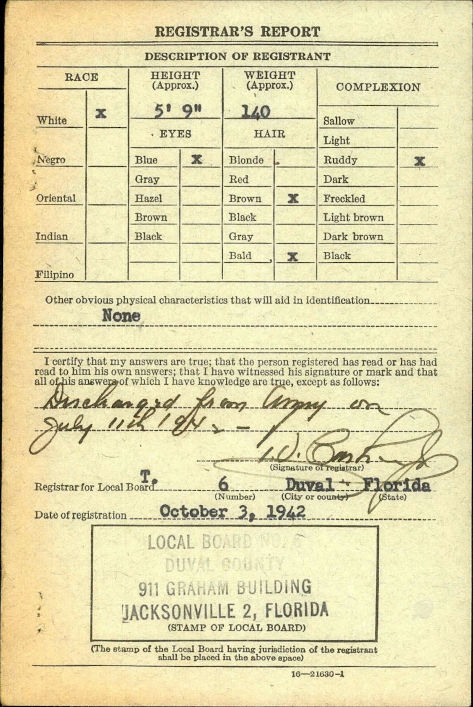 REGISTRAR'S REPORT
DESCRIPTION OF REGISTRANT
RACE
HEIGHT (Approx.)
WEIGHT (Approx.)
COMPLEXION
White X
5' 9"
140
Sallow
Light
EYES
HAIR
Negro
Blue X
Blonde
Ruddy X
Gray
Red
Dark
Oriental
Hazel
Brown X
Freckled
Brown
Black
Light brown
Indian
Black
Gray
Dark brown
Bald X
Black
Filipino
Other obvious physical characteristics that will aid in identification
None
I certify that my answers are true; that the person registered has read or has had
read to him his own answers; that I have witnessed his signature or mark and that
all of his answers of which I have knowledge are true, except as follows:
Discharged from Army on
July 11th
(Signature of registrar)
Registrar for Local Board T. 6 Duval - Florida
(Number) (City or county) (State)
Date of registration October 3, 1942
LOCAL BOARD NO. 6
DUVAL COUNTY
911 GRAHAM BUILDING
JACKSONVILLE 2, FLORIDA
(STAMP OF LOCAL BOARD)
(The stamp of the Local Board having jurisdiction of the registrant
shall be placed in the above space)
16—21630-1